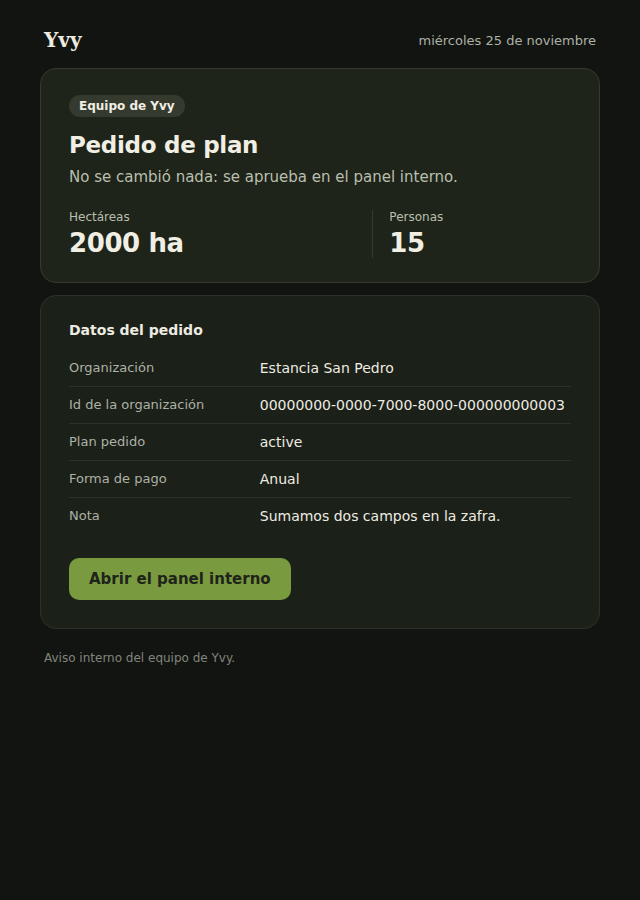 Yvy
miércoles 25 de noviembre
Equipo de Yvy
Pedido de plan
No se cambió nada: se aprueba en el panel interno.
Hectáreas
2000 ha
Personas
15
Datos del pedido
Organización
Estancia San Pedro
Id de la organización
00000000-0000-7000-8000-000000000003
Plan pedido
active
Forma de pago
Anual
Nota
Sumamos dos campos en la zafra.
Abrir el panel interno
Aviso interno del equipo de Yvy.